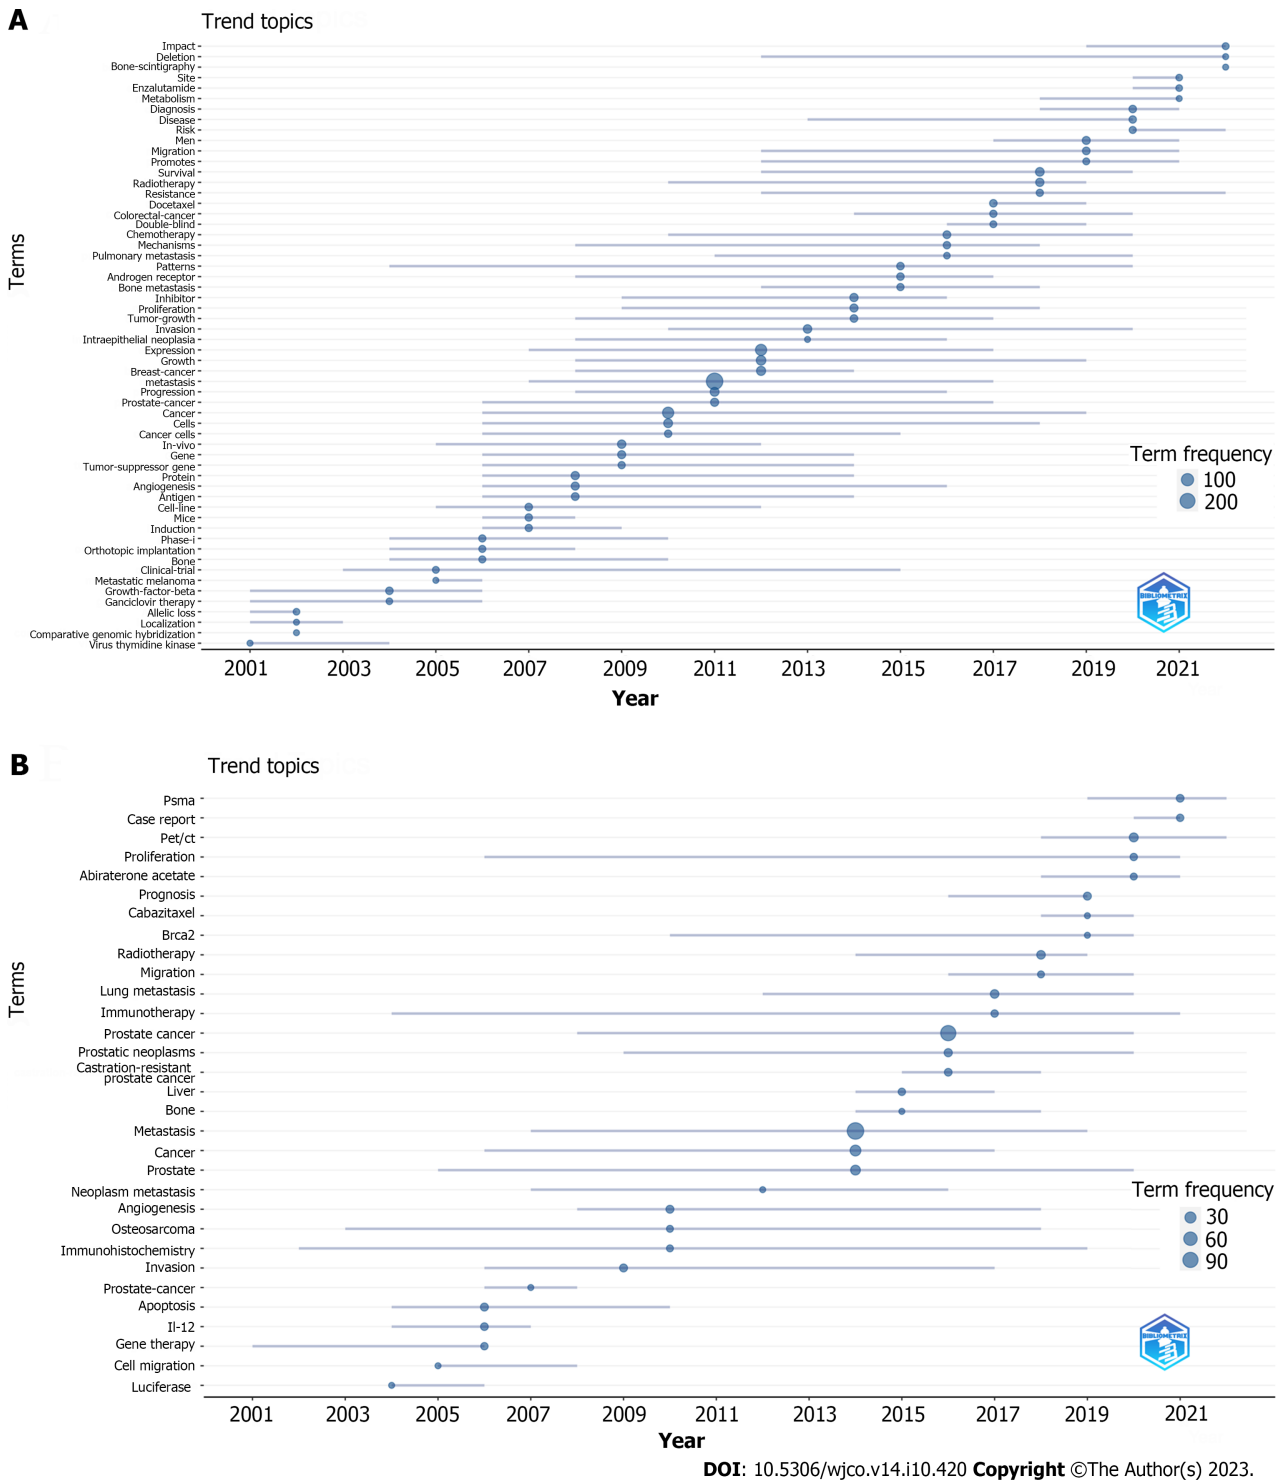 A
Trend topics
Impact
Deletion
Bone-scintigraphy
Site
Enzalutamide
Metabolism
Diagnosis
Disease
Risk
Men
Migration
Promotes
Survival
Radiotherapy
Resistance
Docetaxel
Colorectal-cancer
Double-blind
Chemotherapy
Mechanisms
Pulmonary metastasis
Patterns
Androgen receptor
Bone metastasis
Inhibitor
Proliferation
Tumor-growth
Invasion
Intraepithelial neoplasia
Expression
Growth
Breast-cancer
metastasis
Progression
Prostate-cancer
Cancer
Cells
Cancer cells
In-vivo
Gene
Tumor-suppressor gene
Protein
Angiogenesis
Antigen
Cell-line
Mice
Induction
Phase-i
Orthotopic implantation
Bone
Clinical-trial
Metastatic melanoma
Growth-factor-beta
Ganciclovir therapy
Allelic loss
Localization
Comparative genomic hybridization
Virus thymidine kinase
Terms
Term frequency
100
200
BIBLIOMETRIX
2001 2003 2005 2007 2009 2011 2013 2015 2017 2019 2021
Year
B
Trend topics
Psma
Case report
Pet/ct
Proliferation
Abiraterone acetate
Prognosis
Cabazitaxel
Brca2
Radiotherapy
Migration
Lung metastasis
Immunotherapy
Prostate cancer
Prostatic neoplasms
Castration-resistant
prostate cancer
Liver
Bone
Metastasis
Cancer
Prostate
Neoplasm metastasis
Angiogenesis
Osteosarcoma
Immunohistochemistry
Invasion
Prostate-cancer
Apoptosis
Il-12
Gene therapy
Cell migration
Luciferase
Terms
Term frequency
30
60
90
BIBLIOMETRIX
2001 2003 2005 2007 2009 2011 2013 2015 2017 2019 2021
Year
DOI: 10.5306/wjco.v14.i10.420 Copyright ©The Author(s) 2023.